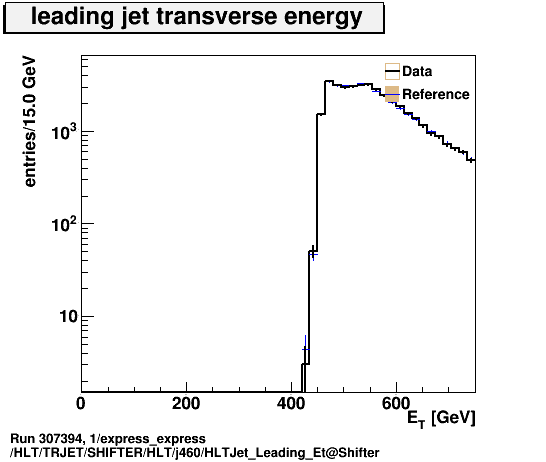 leading jet transverse energy
entries/15.0 GeV
Data
Reference
10³
10²
10
0
200
400
600
E_T [GeV]
Run 307394, 1/express_express
/HLT/TRJET/SHIFTER/HLT/j460/HLTJet_Leading_Et@Shifter